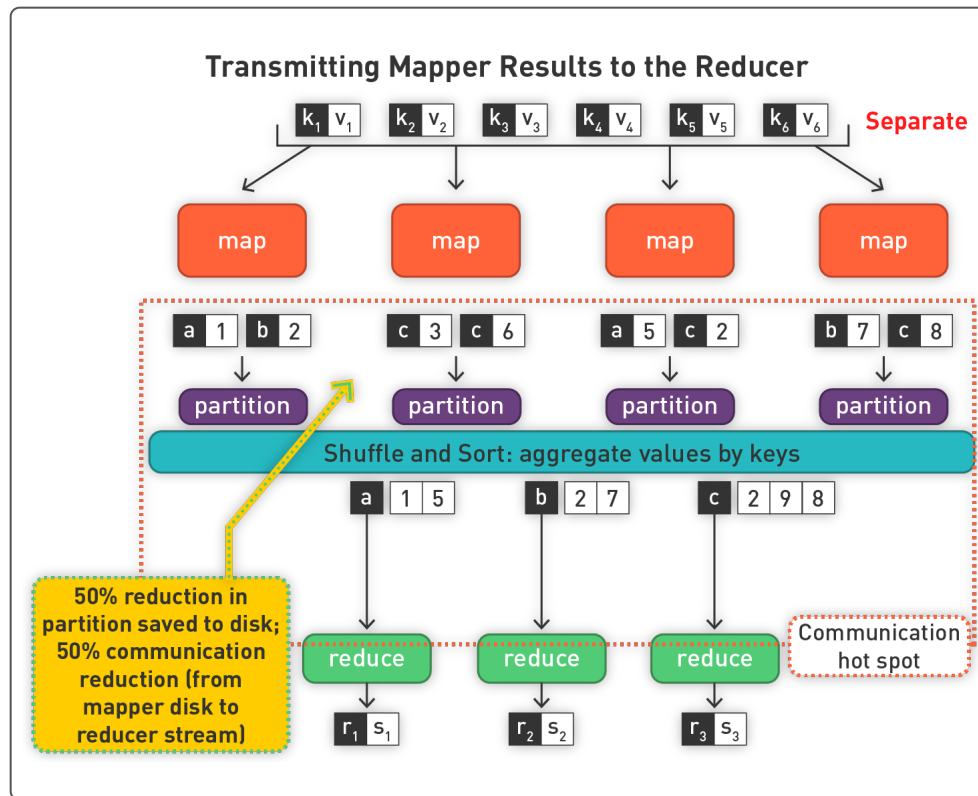 Transmitting Mapper Results to the Reducer
k₁ v₁ k₂ v₂ k₃ v₃ k₄ v₄ k₅ v₅ k₆ v₆ Separate
map map map map
a 1 b 2 c 3 c 6 a 5 c 2 b 7 c 8
partition partition partition partition
Shuffle and Sort: aggregate values by keys
a 1 5 b 2 7 c 2 9 8
50% reduction in
partition saved to disk;
50% communication
reduction (from
mapper disk to
reducer stream)
reduce reduce reduce
Communication
hot spot
r₁ s₁ r₂ s₂ r₃ s₃